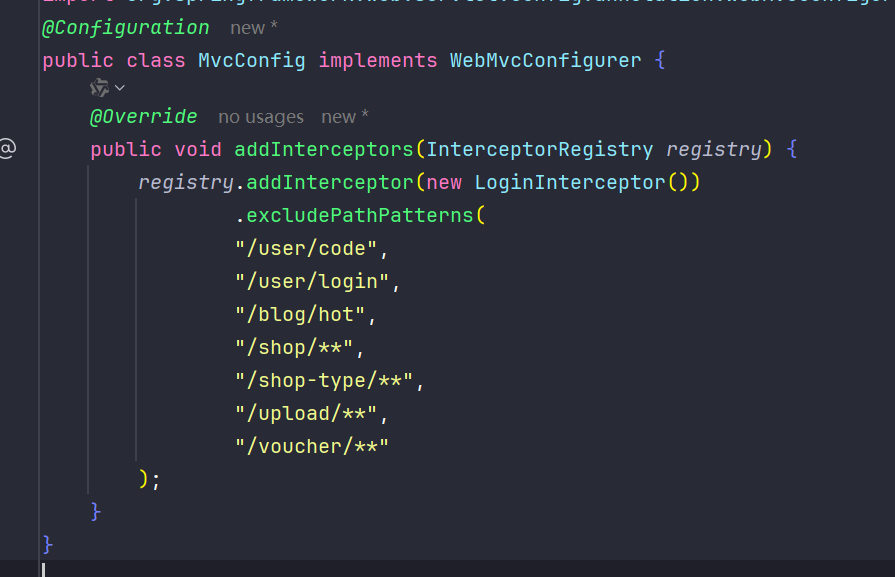 @Configuration new *
public class MvcConfig implements WebMvcConfigurer {
@Override no usages new *
public void addInterceptors(InterceptorRegistry registry) {
registry.addInterceptor(new LoginInterceptor())
.excludePathPatterns(
"/user/code",
"/user/login",
"/blog/hot",
"/shop/**",
"/shop-type/**",
"/upload/**",
"/voucher/**"
);
}
}